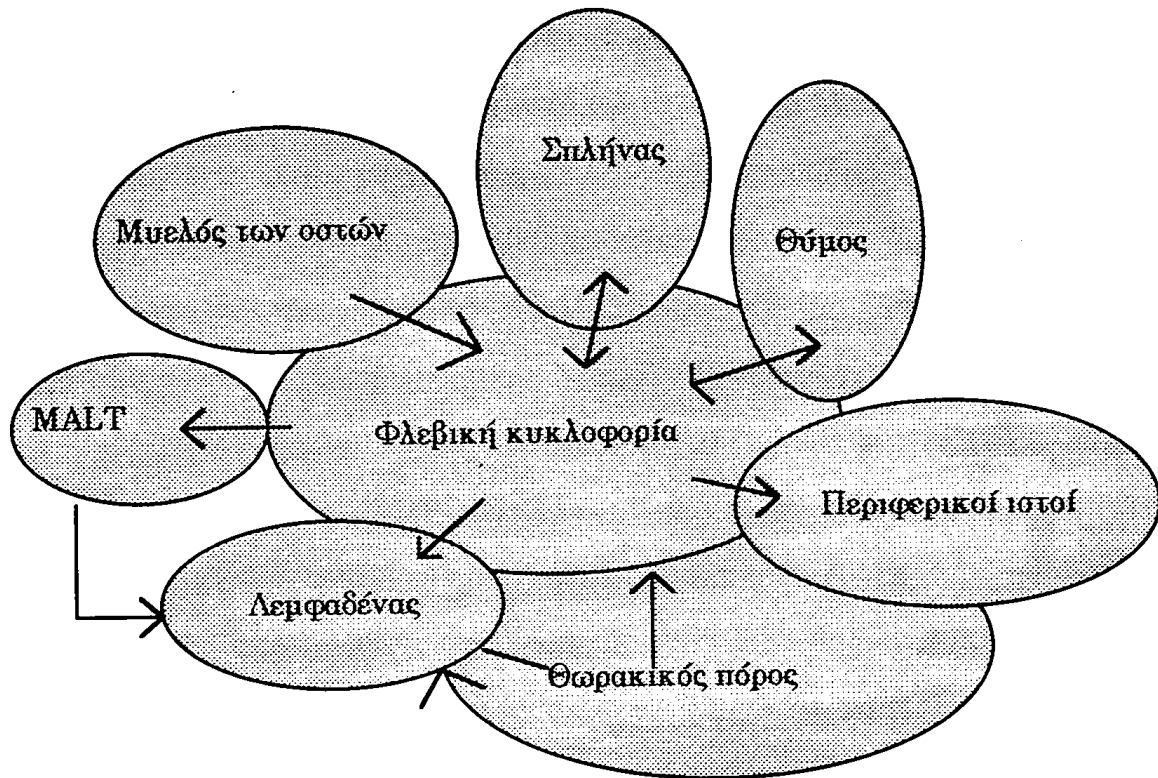 Σπλήνας
Μυελός των οστών
Θύμος
MALT
Φλεβική κυκλοφορία
Περιφερικοί ιστοί
Λεμφαδένας
Θωρακικός πόρος